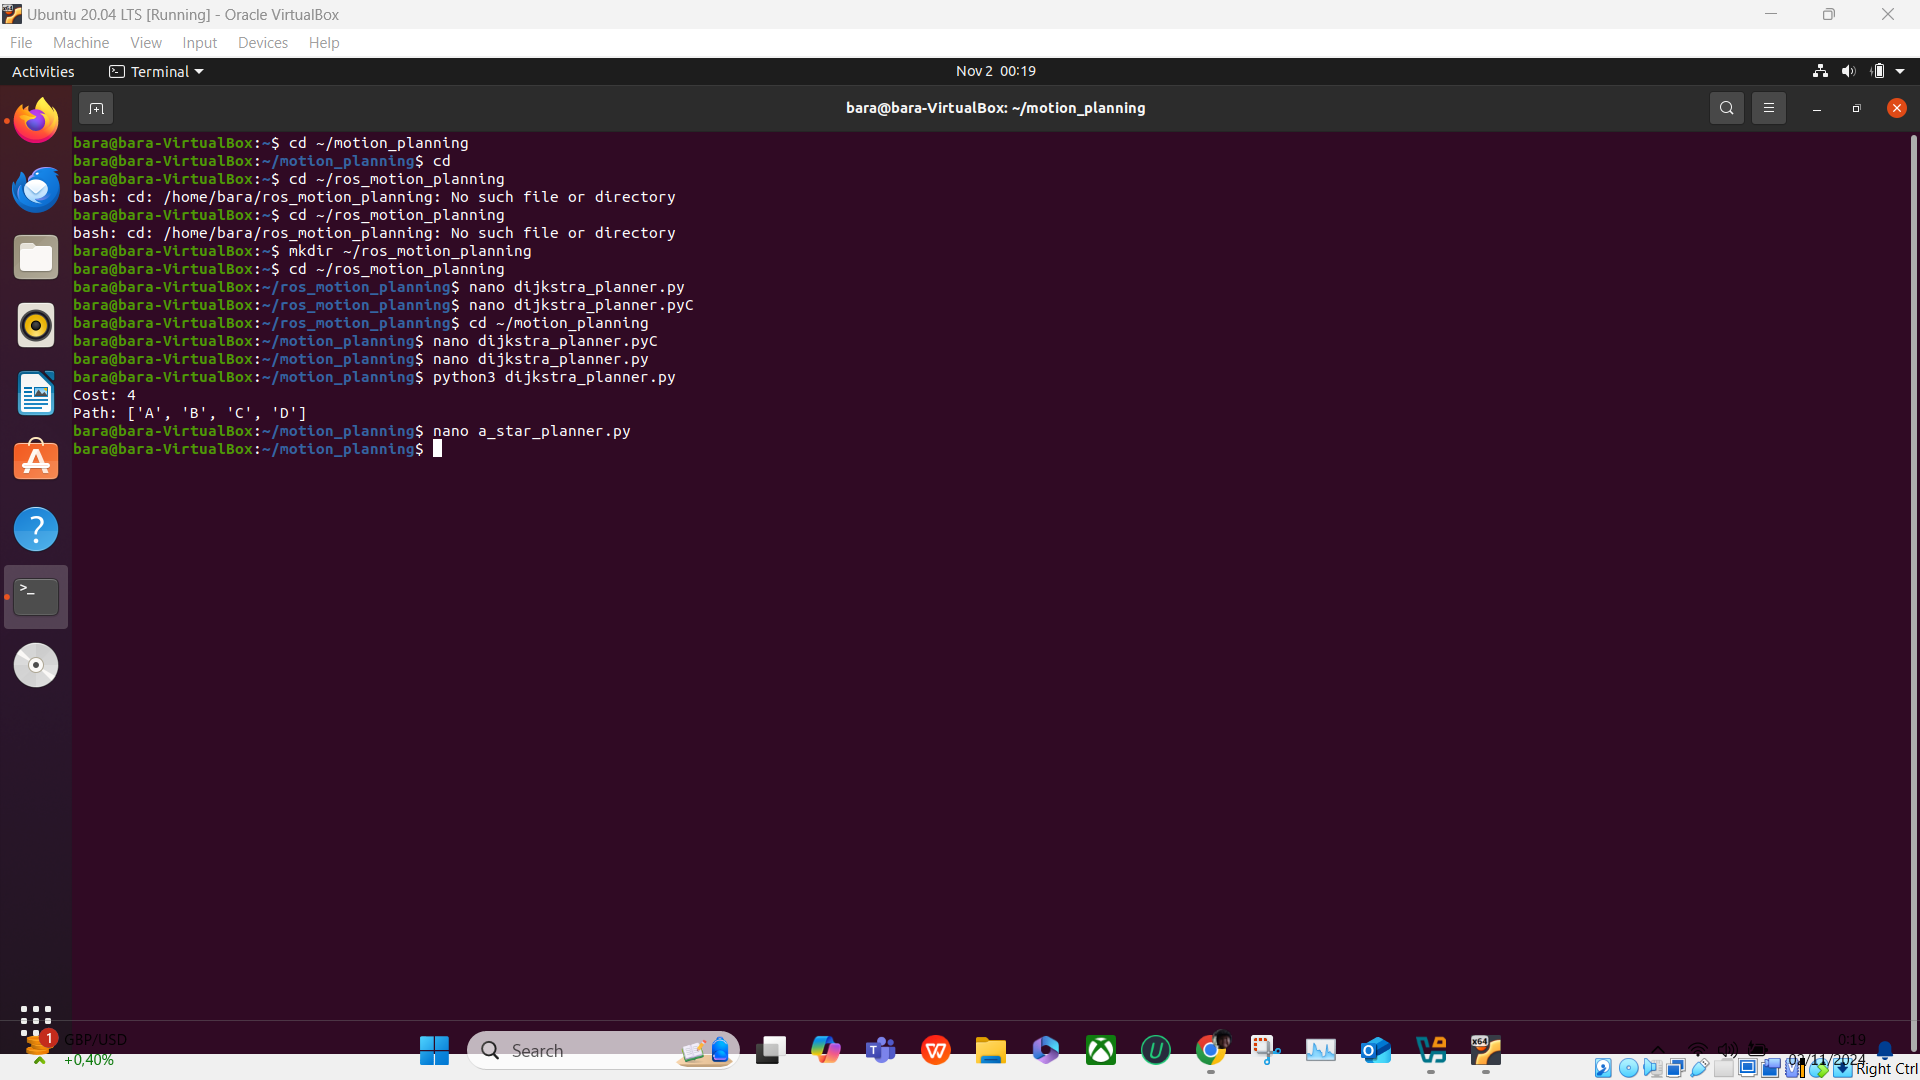 Ubuntu 20.04 LTS [Running] - Oracle VirtualBox
File Machine View Input Devices Help
Activities Terminal Nov 2 00:19
bara@bara-VirtualBox: ~/motion_planning
bara@bara-VirtualBox:~$ cd ~/motion_planning
bara@bara-VirtualBox:~/motion_planning$ cd
bara@bara-VirtualBox:~$ cd ~/ros_motion_planning
bash: cd: /home/bara/ros_motion_planning: No such file or directory
bara@bara-VirtualBox:~$ cd ~/ros_motion_planning
bash: cd: /home/bara/ros_motion_planning: No such file or directory
bara@bara-VirtualBox:~$ mkdir ~/ros_motion_planning
bara@bara-VirtualBox:~$ cd ~/ros_motion_planning
bara@bara-VirtualBox:~/ros_motion_planning$ nano dijkstra_planner.py
bara@bara-VirtualBox:~/ros_motion_planning$ nano dijkstra_planner.pyC
bara@bara-VirtualBox:~/ros_motion_planning$ cd ~/motion_planning
bara@bara-VirtualBox:~/motion_planning$ nano dijkstra_planner.pyC
bara@bara-VirtualBox:~/motion_planning$ nano dijkstra_planner.py
bara@bara-VirtualBox:~/motion_planning$ python3 dijkstra_planner.py
Cost: 4
Path: ['A', 'B', 'C', 'D']
bara@bara-VirtualBox:~/motion_planning$ nano a_star_planner.py
bara@bara-VirtualBox:~/motion_planning$
1 GBP/USD
+0,40%
Search
0:19
02/11/2024
Right Ctrl